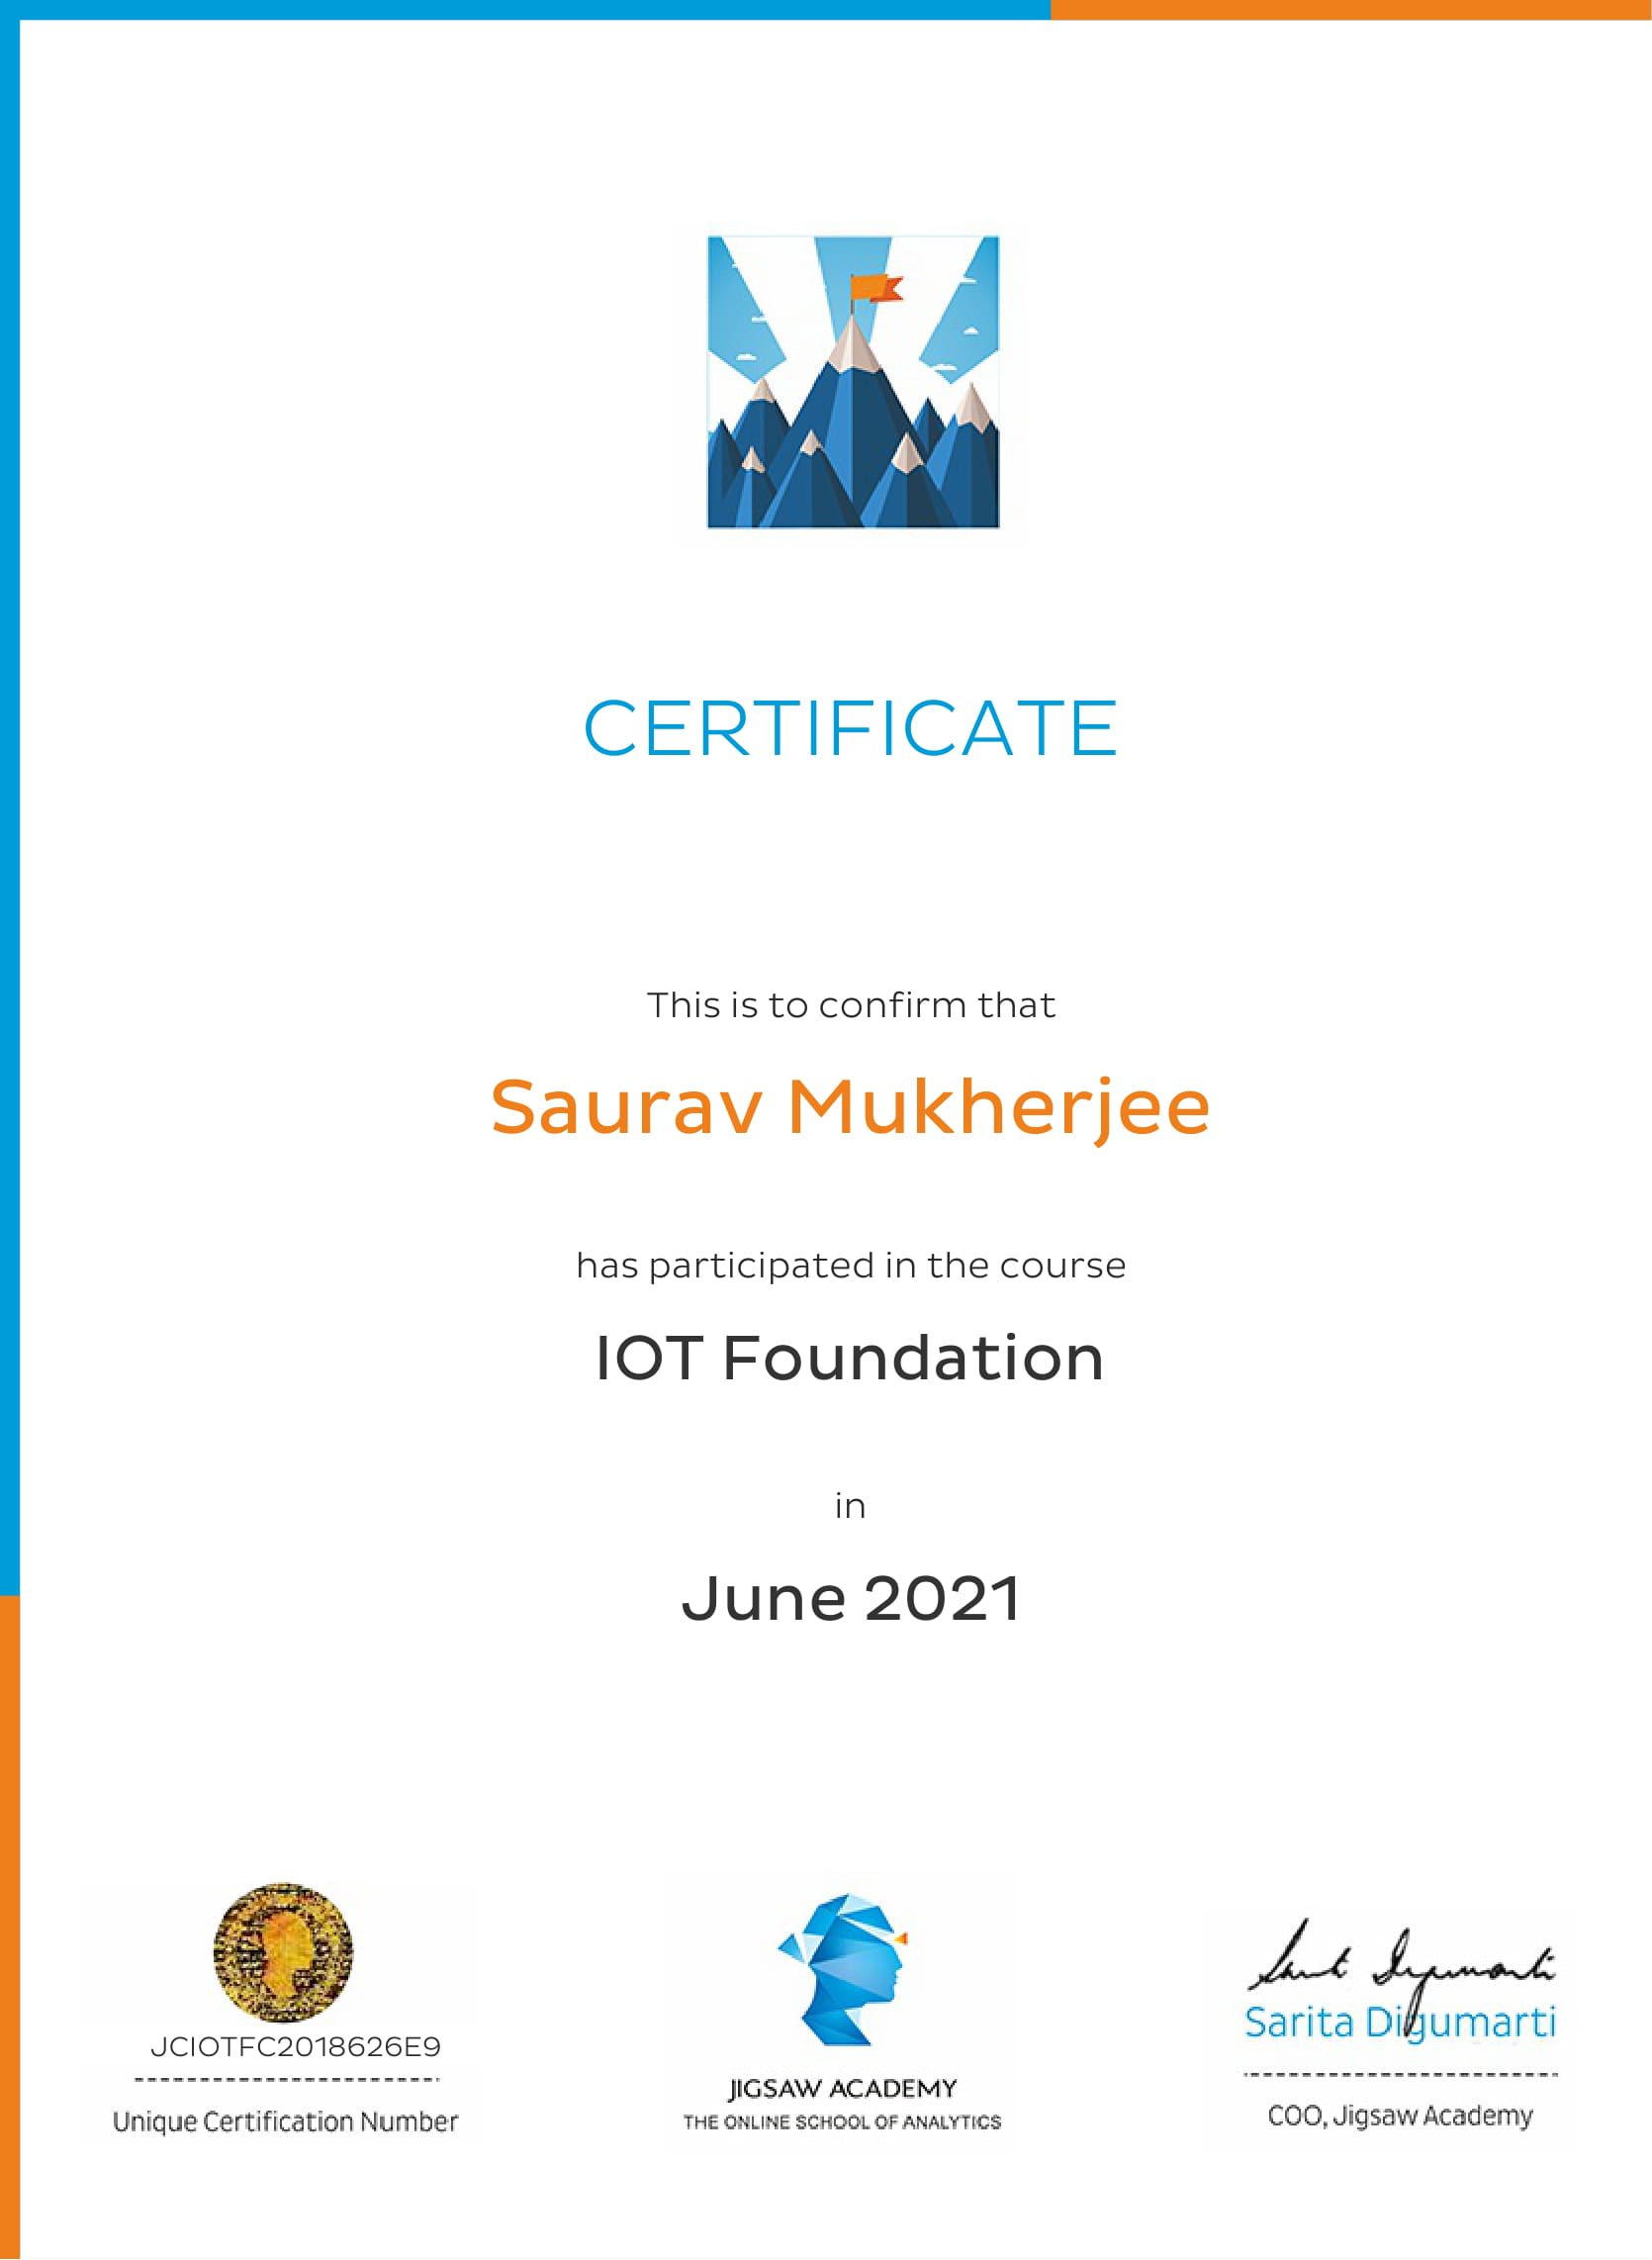 CERTIFICATE
This is to confirm that
Saurav Mukherjee
has participated in the course
IOT Foundation
in
June 2021
JCIOTFC2018626E9
Unique Certification Number
JIGSAW ACADEMY
THE ONLINE SCHOOL OF ANALYTICS
Sarita Digumarti
Sarita Digumarti
COO, Jigsaw Academy